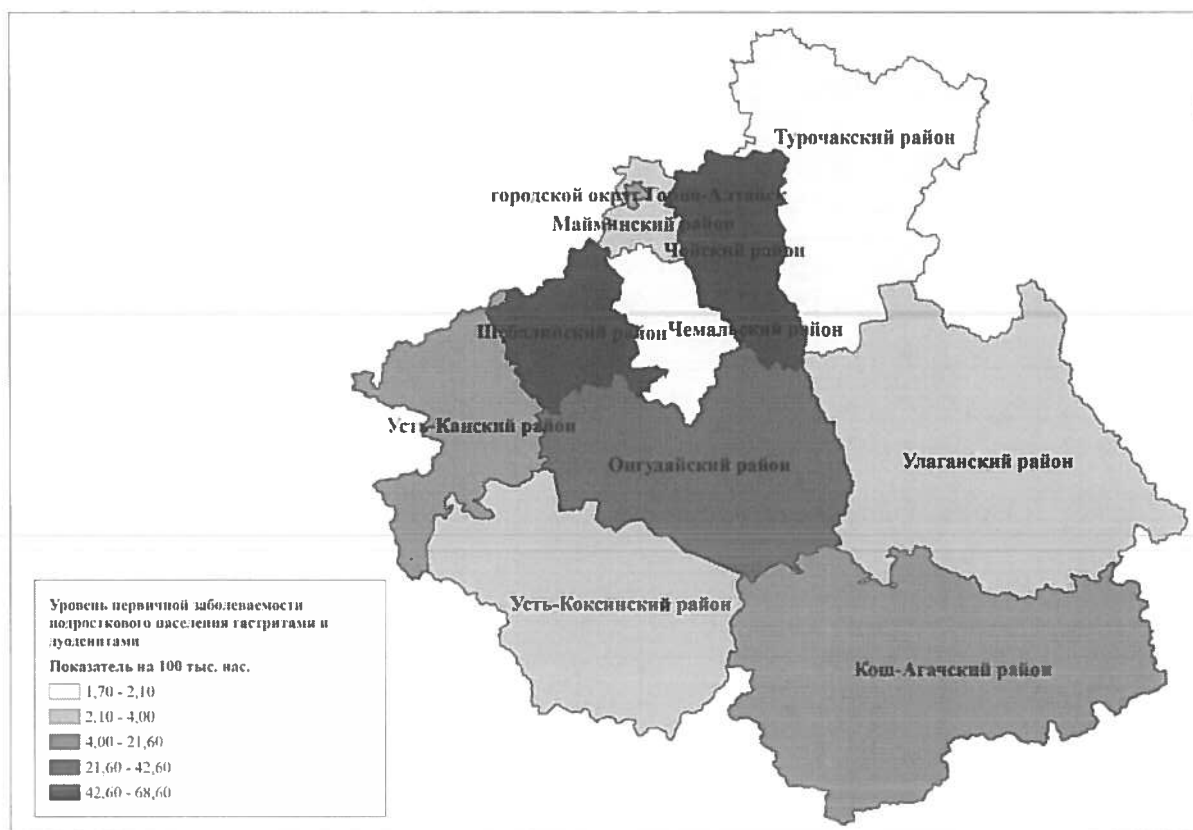 Турочакский район
городской округ Горно-Алтайск
Майминский район
Чойский район
Шебалинский район
Чемальский район
Усть-Канский район
Онгудайский район
Улаганский район
Усть-Коксинский район
Кош-Агачский район
Уровень первичной заболеваемости
подросткового населения гастритами и
дуоденитами
Показатель на 100 тыс. нас.
1,70 - 2,10
2,10 - 4,00
4,00 - 21,60
21,60 - 42,60
42,60 - 68,60